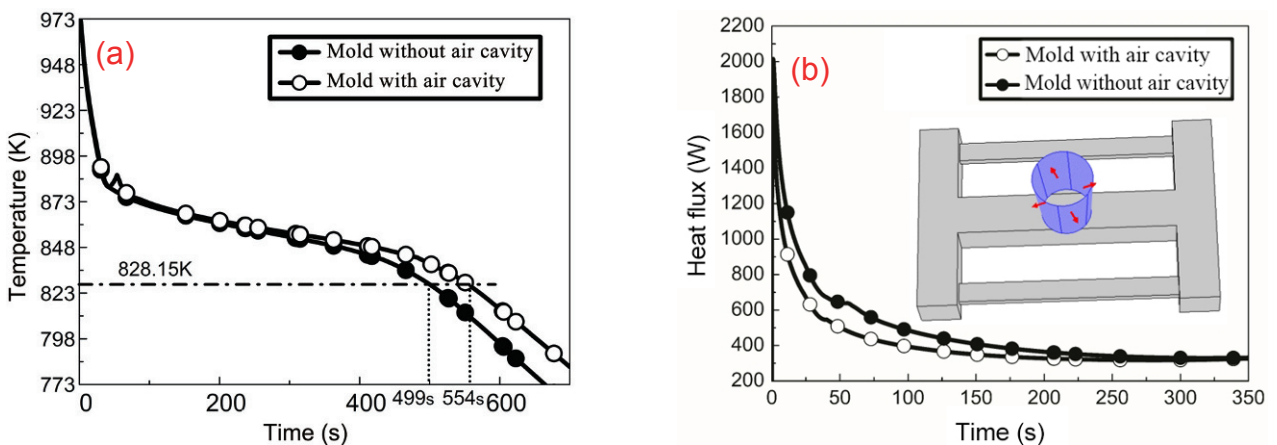 (a)
Mold without air cavity
Mold with air cavity
Temperature (K)
973
948
923
898
873
848
823
798
773
828.15K
499s
554s
0
200
400
600
Time (s)
(b)
Mold with air cavity
Mold without air cavity
Heat flux (W)
2200
2000
1800
1600
1400
1200
1000
800
600
400
200
0
50
100
150
200
250
300
350
Time (s)